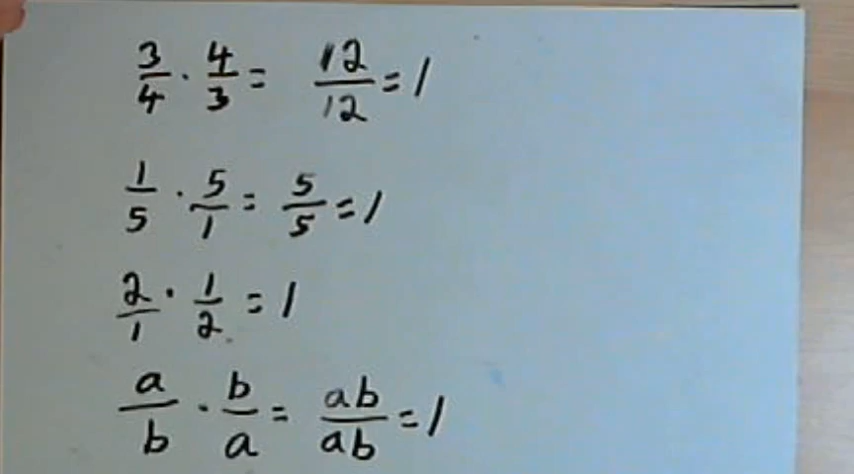 3/4 · 4/3 = 12/12 = 1
1/5 · 5/1 = 5/5 = 1
2/1 · 1/2 = 1
a/b · b/a = ab/ab = 1